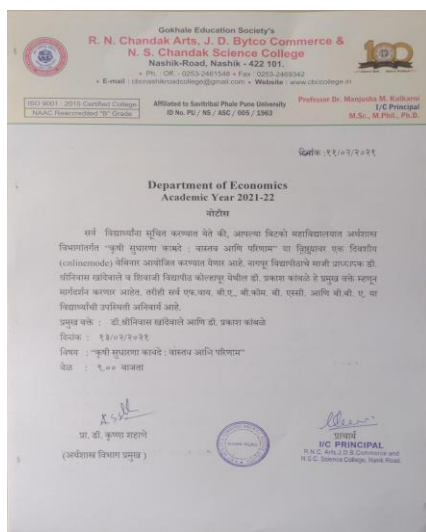 Gokhale Education Society's
R. N. Chandak Arts, J. D. Bytco Commerce &
N. S. Chandak Science College
Nashik-Road, Nashik - 422 101.
• Ph. : Off. - 0253-2461548 • Fax : 0253-2469342
• E-mail : cbcnashikroadcollege@gmail.com • Website : www.cbccollege.in
ISO 9001 : 2015 Certified College
NAAC Reaccredited "B" Grade
Affiliated to Savitribai Phule Pune University
ID No. PU / NS / ASC / 005 / 1963
Professor Dr. Manjusha M. Kulkarni
I/C Principal
M.Sc., M.Phil., Ph.D.
दिनांक :११/०२/२०२१
Department of Economics
Academic Year 2021-22
नोटीस
सर्व विद्यार्थ्यांना सूचित करण्यात येते की, आपल्या बिटको महाविद्यालयात अर्थशास्त्र
विभागांतर्गत "कृषी सुधारणा कायदे : वास्तव आणि परिणाम" या विषयावर एक दिवशीय
(onlinemode) वेबिनार आयोजित करण्यात येणार आहे. नागपूर विद्यापीठाचे माजी प्राध्यापक डॉ.
श्रीनिवास खांदेवाले व शिवाजी विद्यापीठ कोल्हापूर येथील डॉ. प्रकाश कांबळे हे प्रमुख वक्ते म्हणून
मार्गदर्शन करणार आहेत. तरीही सर्व एफ.वाय. बी.ए., बी.कॉम. बी. एस्सी. आणि बी.बी. ए. या
विद्यार्थ्यांची उपस्थिती अनिवार्य आहे.
प्रमुख वक्ते : डॉ.श्रीनिवास खांदेवाले आणि डॉ. प्रकाश कांबळे
दिनांक : १३/०२/२०२१
विषय : "कृषी सुधारणा कायदे : वास्तव आणि परिणाम"
वेळ : ९.०० वाजता
प्रा. डॉ. कृष्णा शहाणे
(अर्थशास्त्र विभाग प्रमुख )
प्राचार्य
I/C PRINCIPAL
R.N.C. Arts,J.D.B.Commerce and
N.S.C. Science College, Nasik Road.